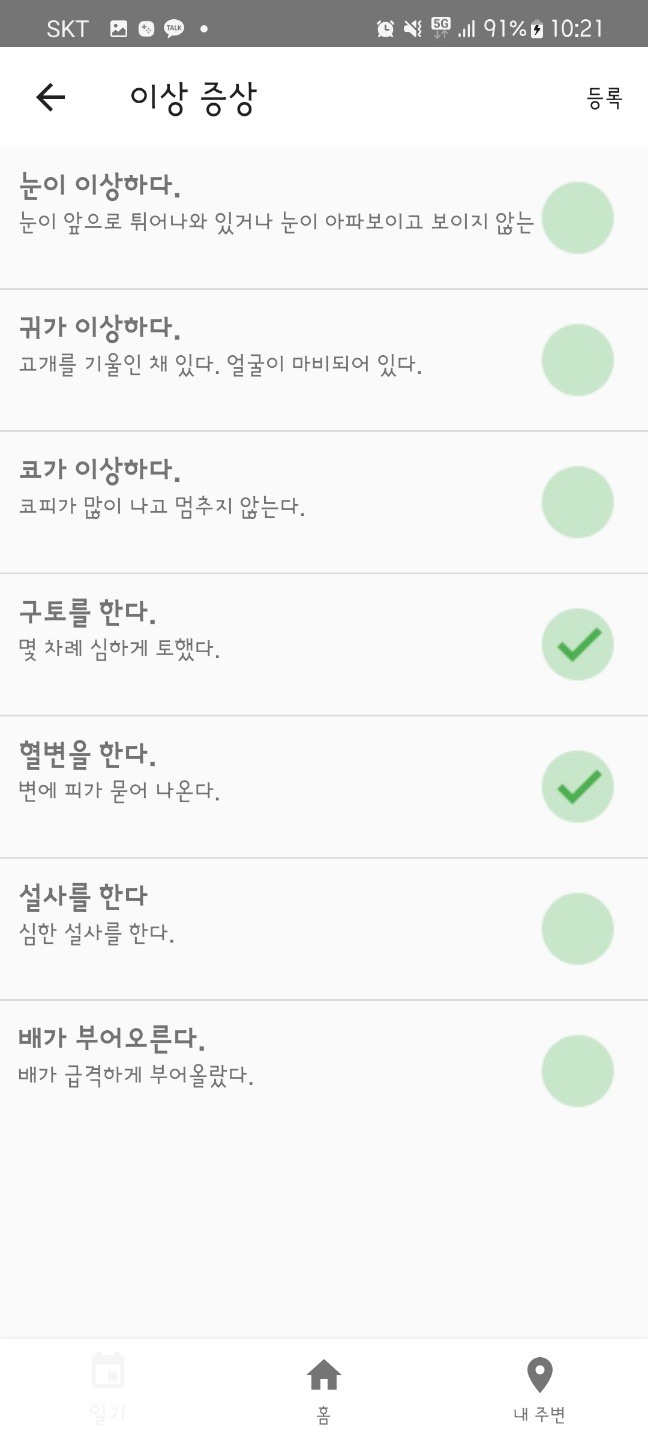 SKT TALK 5G 91% 10:21
이상 증상 등록
눈이 이상하다.
눈이 앞으로 튀어나와 있거나 눈이 아파보이고 보이지 않는
귀가 이상하다.
고개를 기울인 채 있다. 얼굴이 마비되어 있다.
코가 이상하다.
코피가 많이 나고 멈추지 않는다.
구토를 한다.
몇 차례 심하게 토했다.
혈변을 한다.
변에 피가 묻어 나온다.
설사를 한다
심한 설사를 한다.
배가 부어오른다.
배가 급격하게 부어올랐다.
일기 홈 내 주변